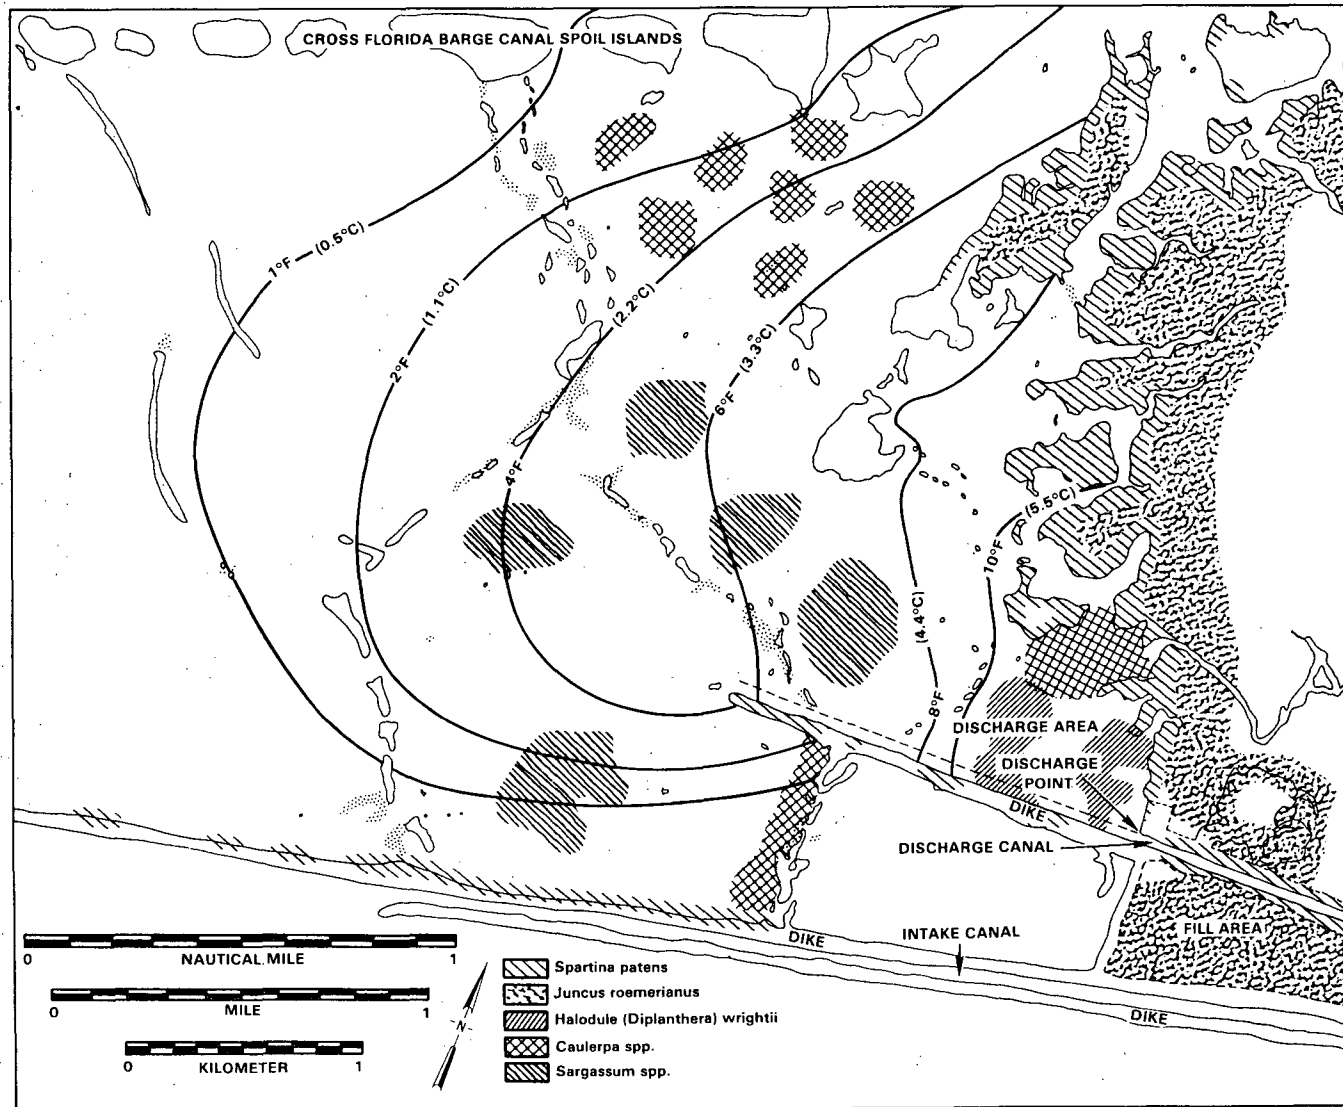 CROSS FLORIDA BARGE CANAL SPOIL ISLANDS
1°F (0.5°C)
2°F (1.1°C)
4°F (2.2°C)
6°F (3.3°C)
8°F (4.4°C)
10°F (5.5°C)
DISCHARGE AREA
DISCHARGE
POINT
DIKE
DISCHARGE CANAL
FILL AREA
INTAKE CANAL
DIKE
DIKE
0 NAUTICAL MILE 1
0 MILE 1
0 KILOMETER 1
N
Spartina patens
Juncus roemerianus
Halodule (Diplanthera) wrightii
Caulerpa spp.
Sargassum spp.